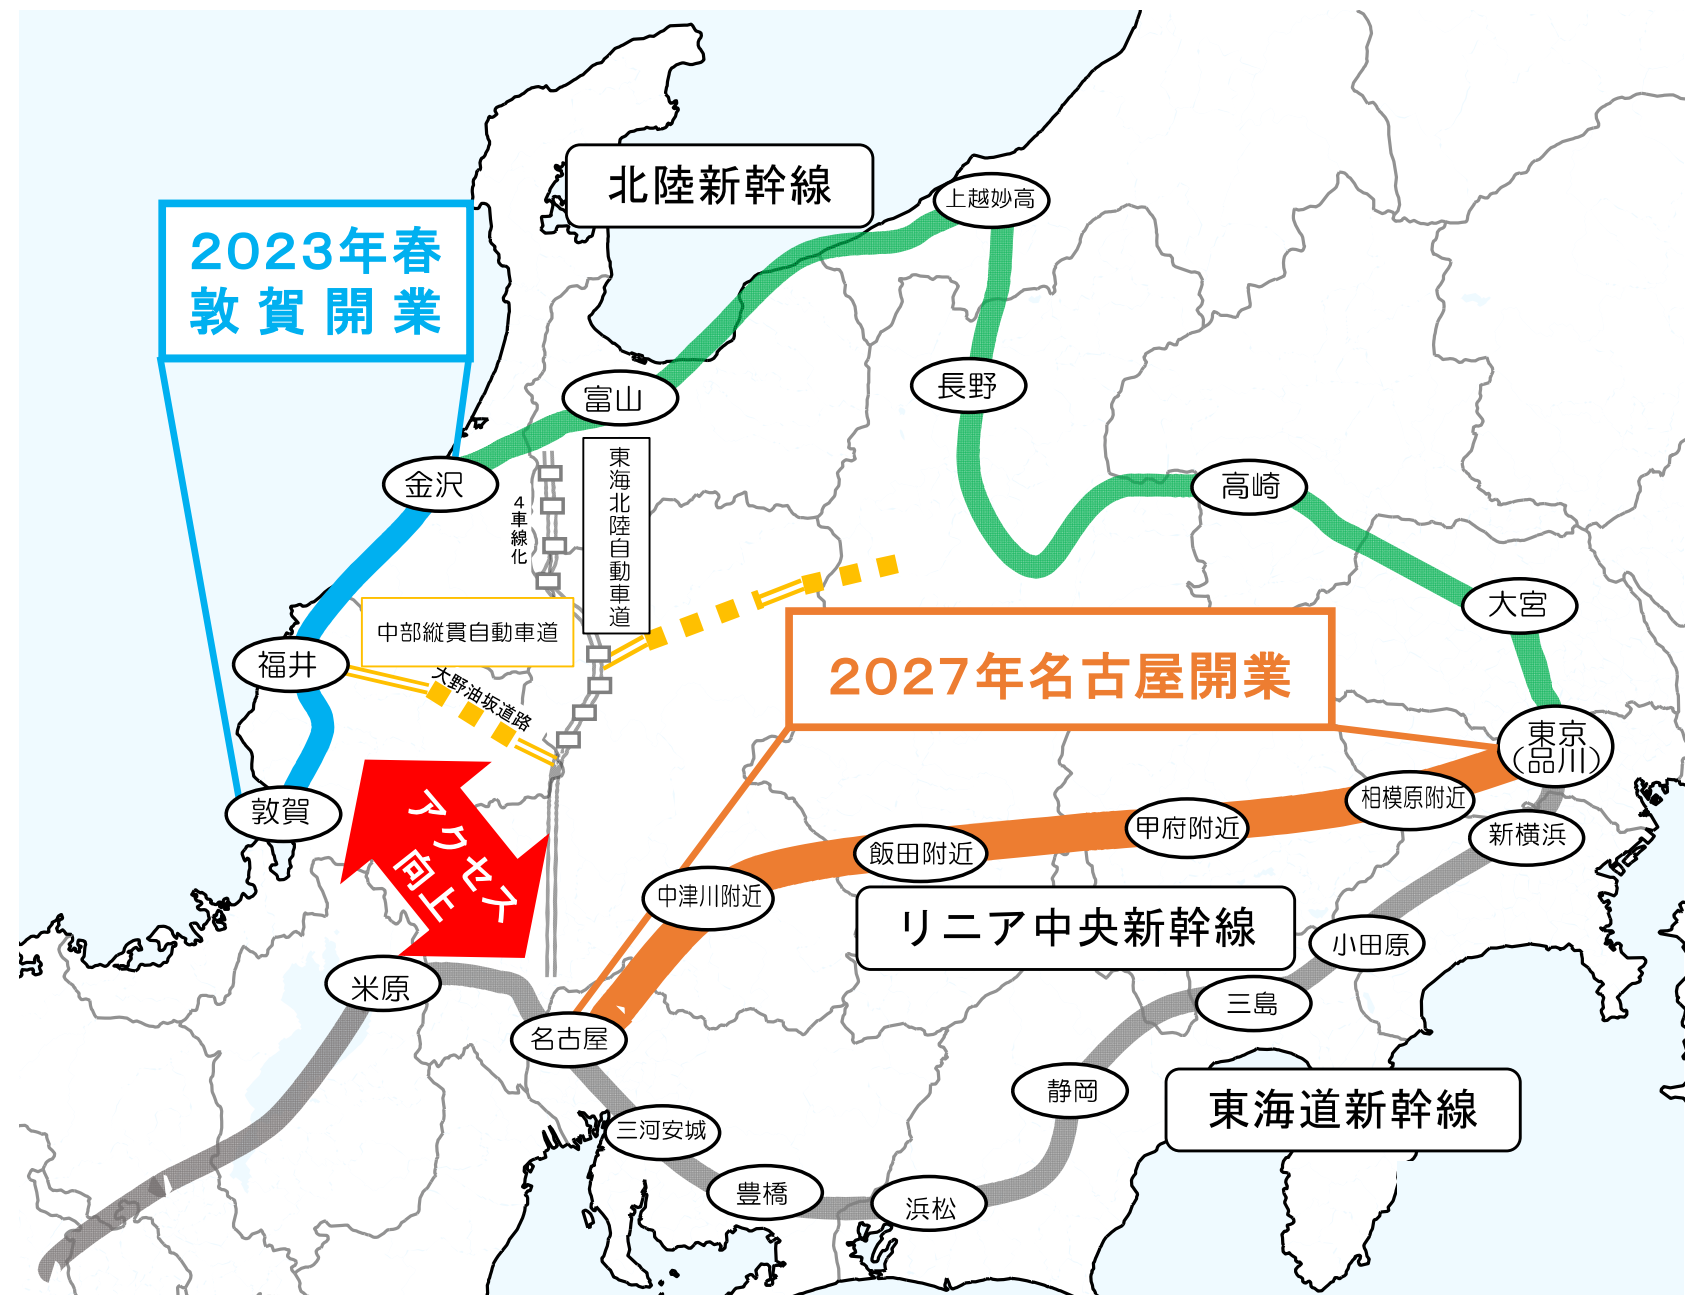 北陸新幹線
上越妙高
２０２３年春
敦賀開業
長野
富山
金沢
高崎
東海北陸自動車道
４車線化
大宮
中部縦貫自動車道
福井
大野油坂道路
２０２７年名古屋開業
東京
(品川)
敦賀
アクセス
向上
相模原附近
甲府附近
新横浜
飯田附近
中津川附近
リニア中央新幹線
小田原
米原
三島
名古屋
静岡
東海道新幹線
三河安城
豊橋
浜松